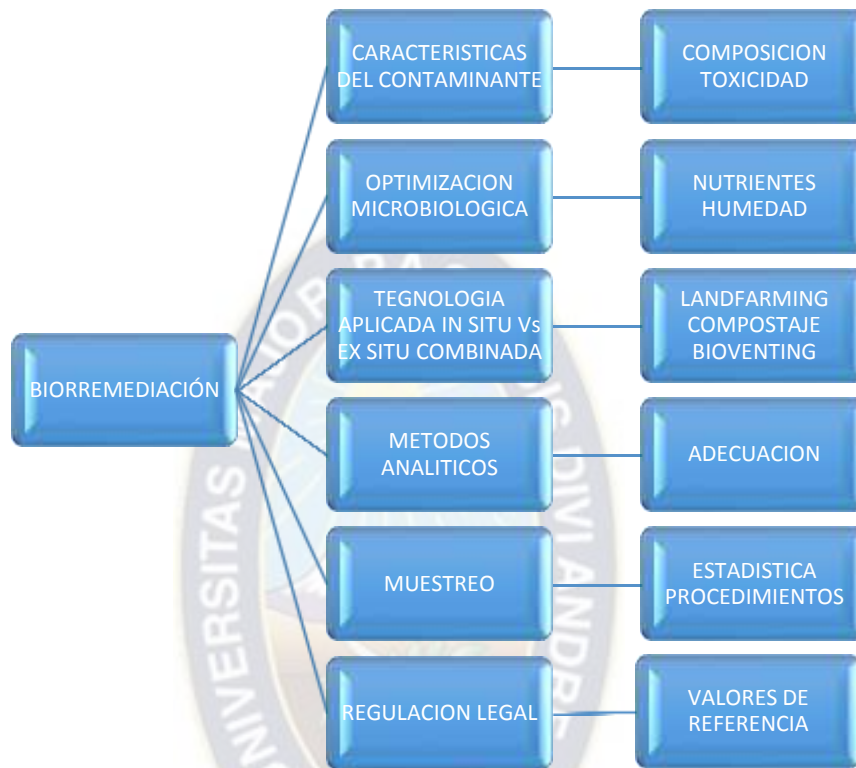 CARACTERISTICAS
DEL CONTAMINANTE
COMPOSICION
TOXICIDAD
OPTIMIZACION
MICROBIOLOGICA
NUTRIENTES
HUMEDAD
TEGNOLOGIA
APLICADA IN SITU Vs
EX SITU COMBINADA
LANDFARMING
COMPOSTAJE
BIOVENTING
BIORREMEDIACIÓN
METODOS
ANALITICOS
ADECUACION
MUESTREO
ESTADISTICA
PROCEDIMIENTOS
REGULACION LEGAL
VALORES DE
REFERENCIA